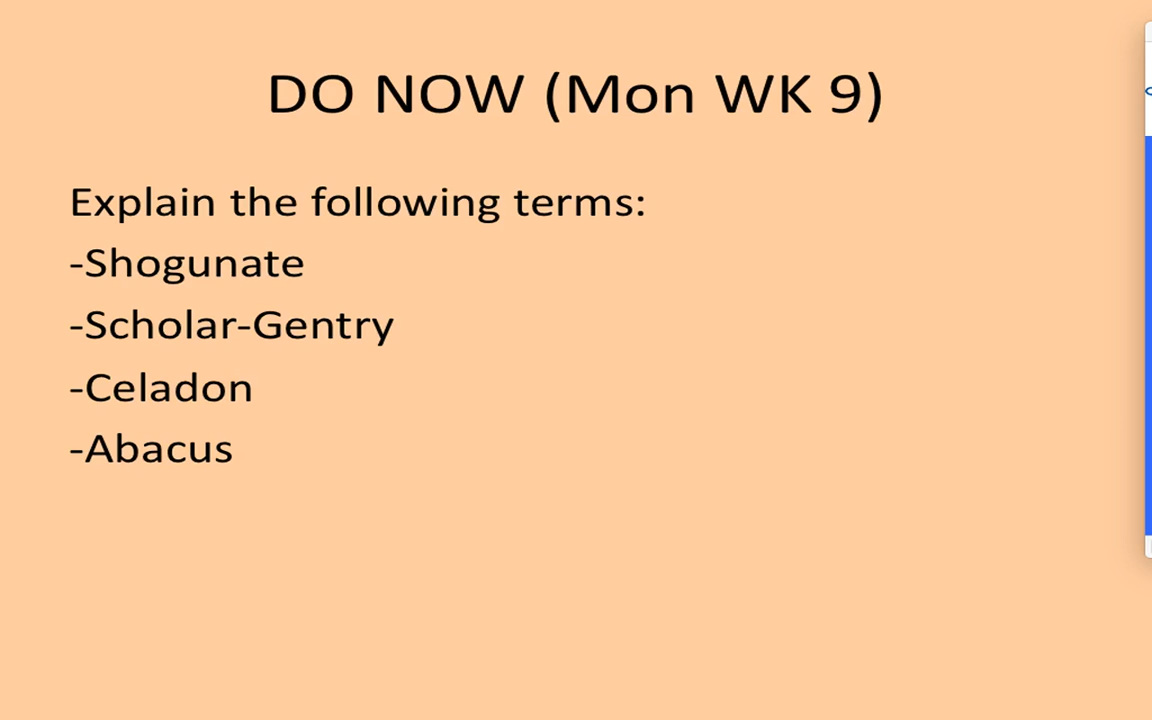 DO NOW (Mon WK 9)
Explain the following terms:
-Shogunate
-Scholar-Gentry
-Celadon
-Abacus